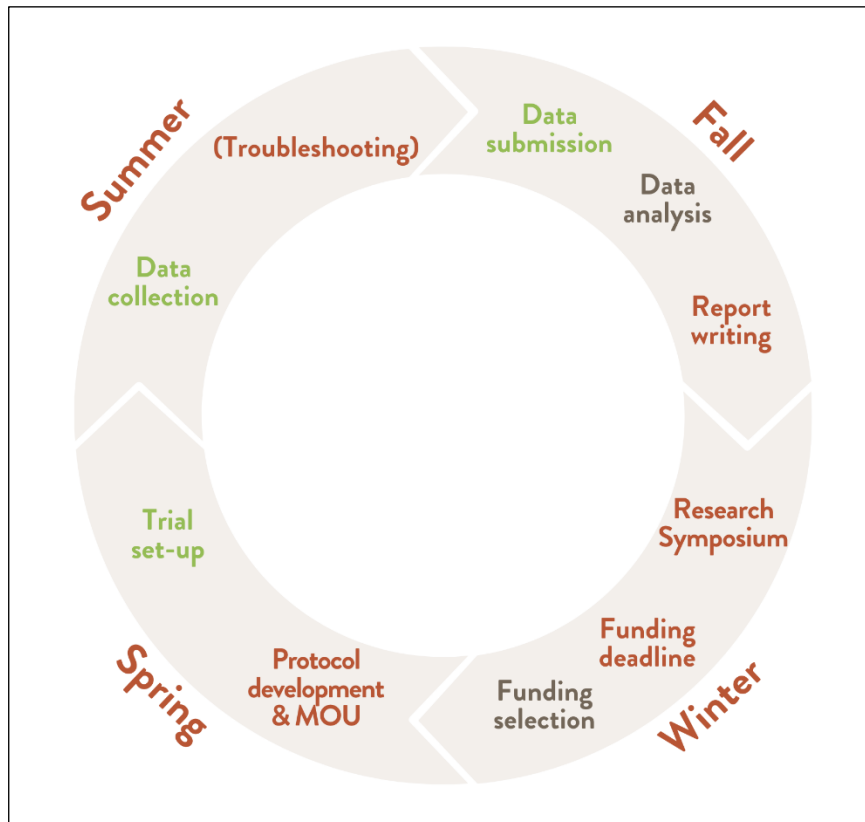 Summer
(Troubleshooting)
Data
collection
Fall
Data
submission
Data
analysis
Report
writing
Winter
Research
Symposium
Funding
deadline
Funding
selection
Spring
Protocol
development
& MOU
Trial
set-up